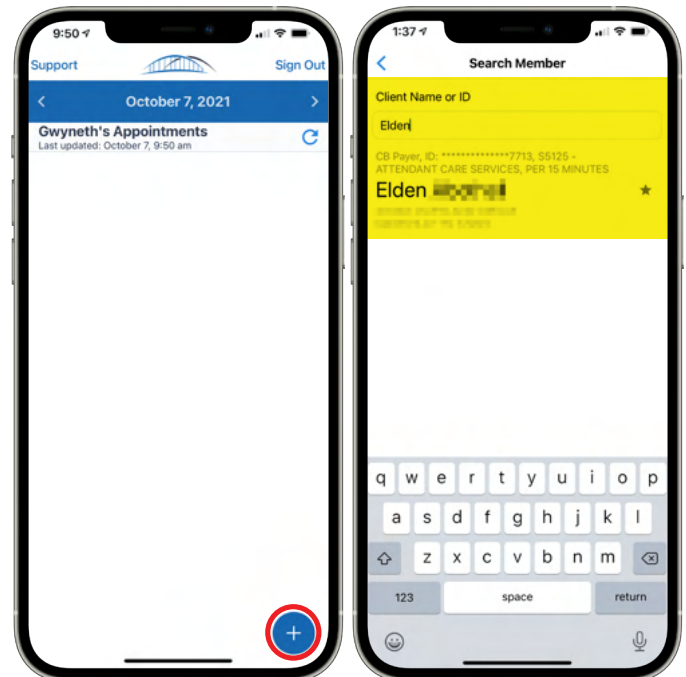 9:50
Support
Sign Out
October 7, 2021
Gwyneth's Appointments
Last updated: October 7, 9:50 am
+
1:37
Search Member
Client Name or ID
Elden
CB Payer, ID: **************7713, S5125 -
ATTENDANT CARE SERVICES, PER 15 MINUTES
Elden
q w e r t y u i o p
a s d f g h j k l
z x c v b n m
123 space return